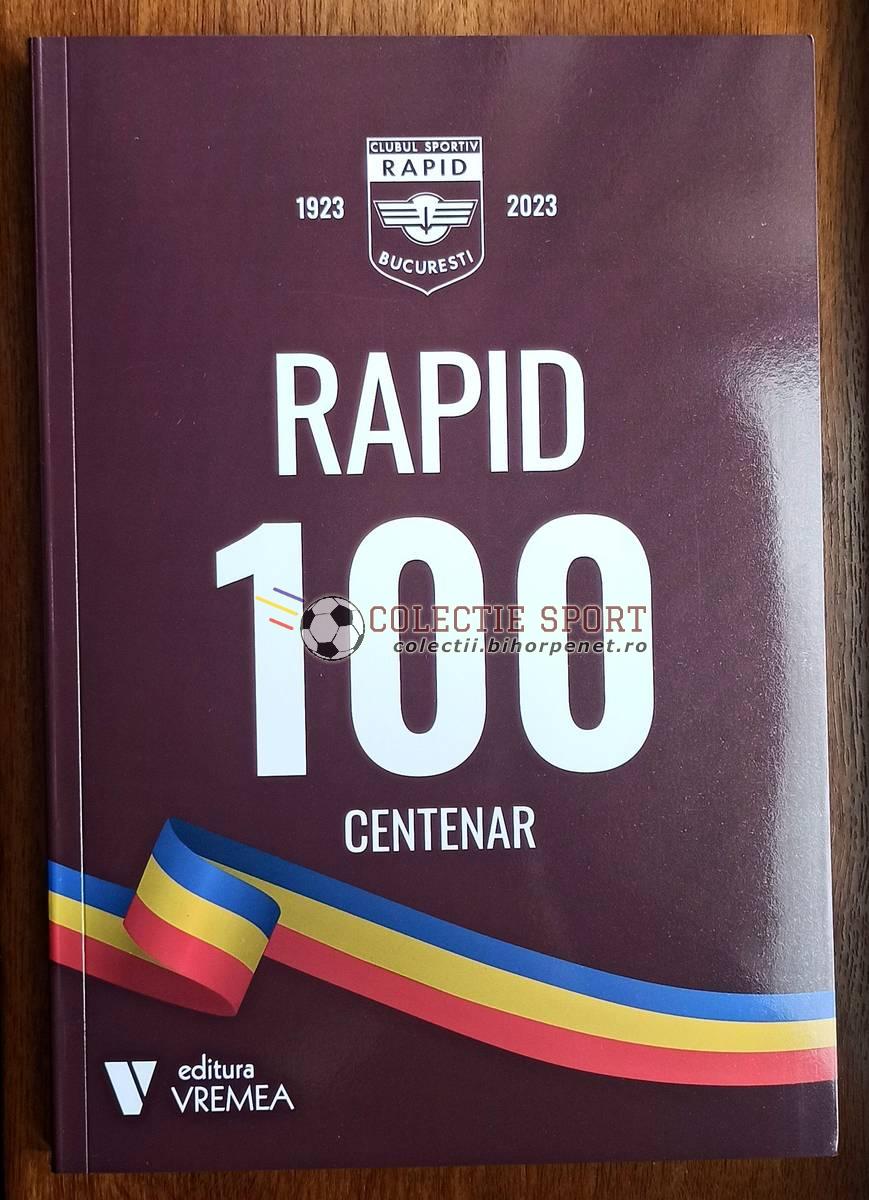 CLUBUL SPORTIV
RAPID
1923
2023
BUCURESTI
RAPID
100
COLECTIE SPORT
colectii.bihorpenet.ro
CENTENAR
editura
VREMEA